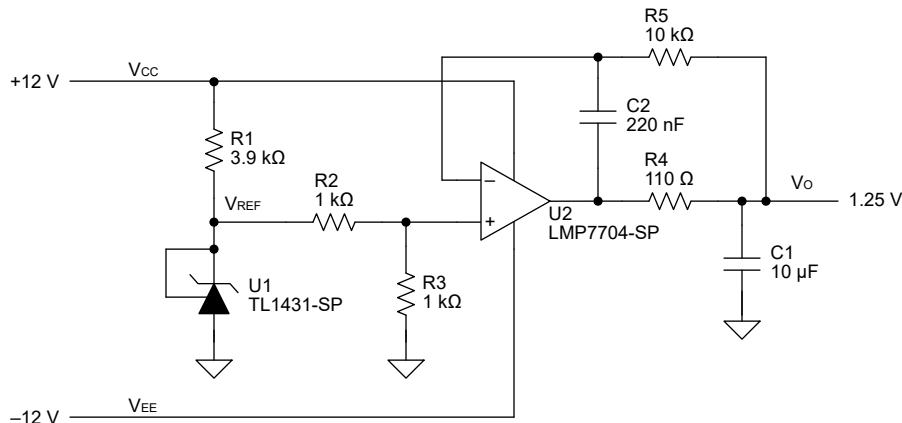 R5
10 kΩ
+12 V
VCC
C2
220 nF
R1
3.9 kΩ
R4
110 Ω
R2
1 kΩ
VREF
VO
1.25 V
−
+
U2
LMP7704-SP
U1
TL1431-SP
R3
1 kΩ
C1
10 µF
–12 V
VEE